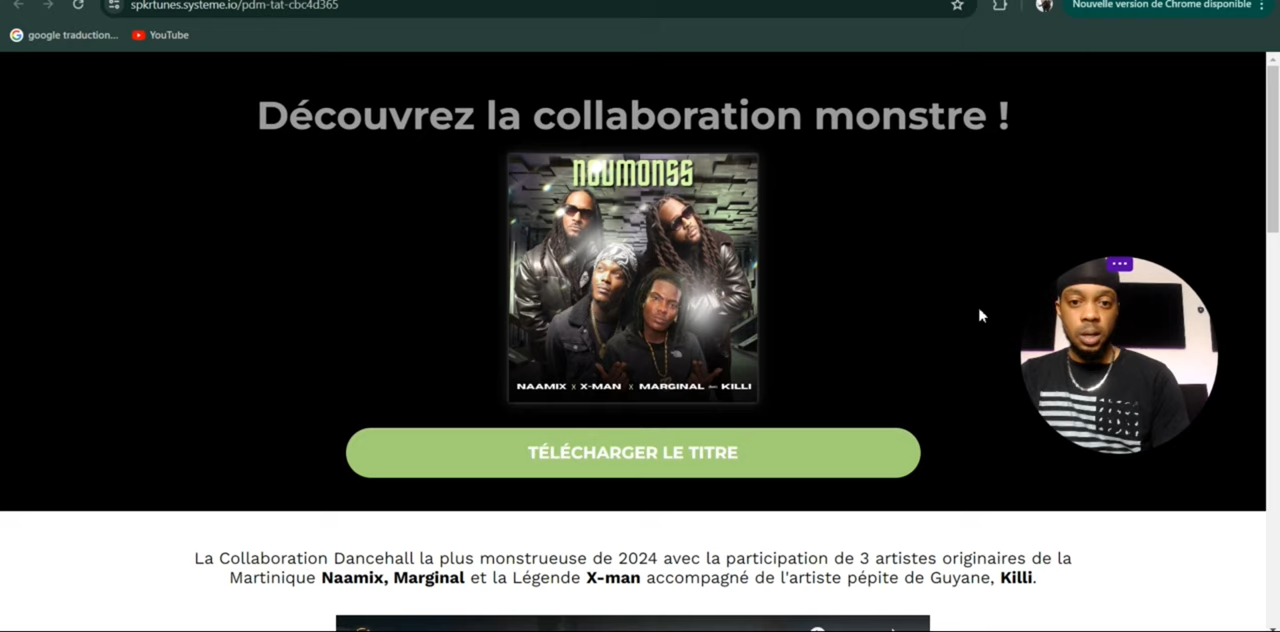 spkrtunes.systeme.io/pdm-tat-cbc4d365
Nouvelle version de Chrome disponible
google traduction...
YouTube
Découvrez la collaboration monstre !
NOUMONSS
NAAMIX x X-MAN x MARGINAL KILLI
TÉLÉCHARGER LE TITRE
La Collaboration Dancehall la plus monstrueuse de 2024 avec la participation de 3 artistes originaires de la
Martinique Naamix, Marginal et la Légende X-man accompagné de l'artiste pépite de Guyane, Killi.